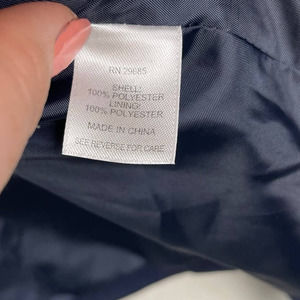 RN 29685
SHELL:
100% POLYESTER
LINING:
100% POLYESTER
MADE IN CHINA
SEE REVERSE FOR CARE